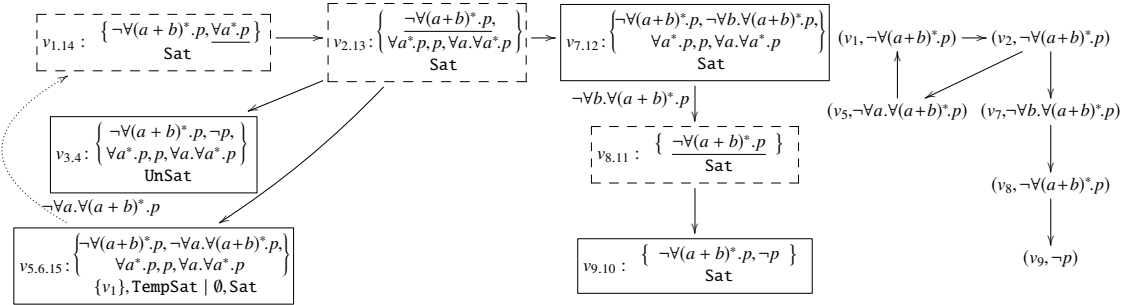 v₁.₁₄ : { ¬∀(a + b)*.p, ∀a*.p }
Sat
v₂.₁₃ : { ¬∀(a + b)*.p,
∀a*.p, p, ∀a.∀a*.p }
Sat
v₇.₁₂ : { ¬∀(a+b)*.p, ¬∀b.∀(a+b)*.p,
∀a*.p, p, ∀a.∀a*.p }
Sat
¬∀b.∀(a + b)*.p
v₃.₄ : { ¬∀(a + b)*.p, ¬p,
∀a*.p, p, ∀a.∀a*.p }
UnSat
v₈.₁₁ : { ¬∀(a + b)*.p }
Sat
¬∀a.∀(a + b)*.p
v₅.₆.₁₅ : { ¬∀(a+b)*.p, ¬∀a.∀(a+b)*.p,
∀a*.p, p, ∀a.∀a*.p }
{v₁}, TempSat | ∅, Sat
v₉.₁₀ : { ¬∀(a + b)*.p, ¬p }
Sat
(v₁, ¬∀(a+b)*.p) (v₂, ¬∀(a+b)*.p)
(v₅, ¬∀a.∀(a+b)*.p) (v₇, ¬∀b.∀(a+b)*.p)
(v₈, ¬∀(a+b)*.p)
(v₉, ¬p)